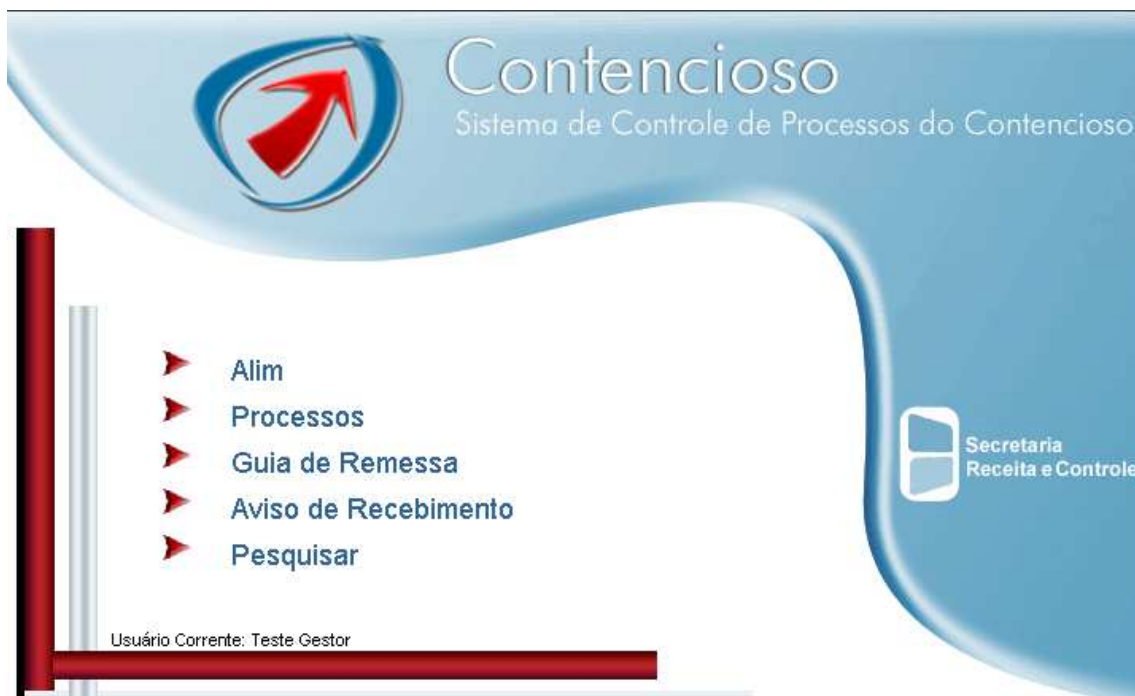 Contencioso
Sistema de Controle de Processos do Contencioso
Alim
Processos
Guia de Remessa
Aviso de Recebimento
Pesquisar
Secretaria
Receita e Controle
Usuário Corrente: Teste Gestor